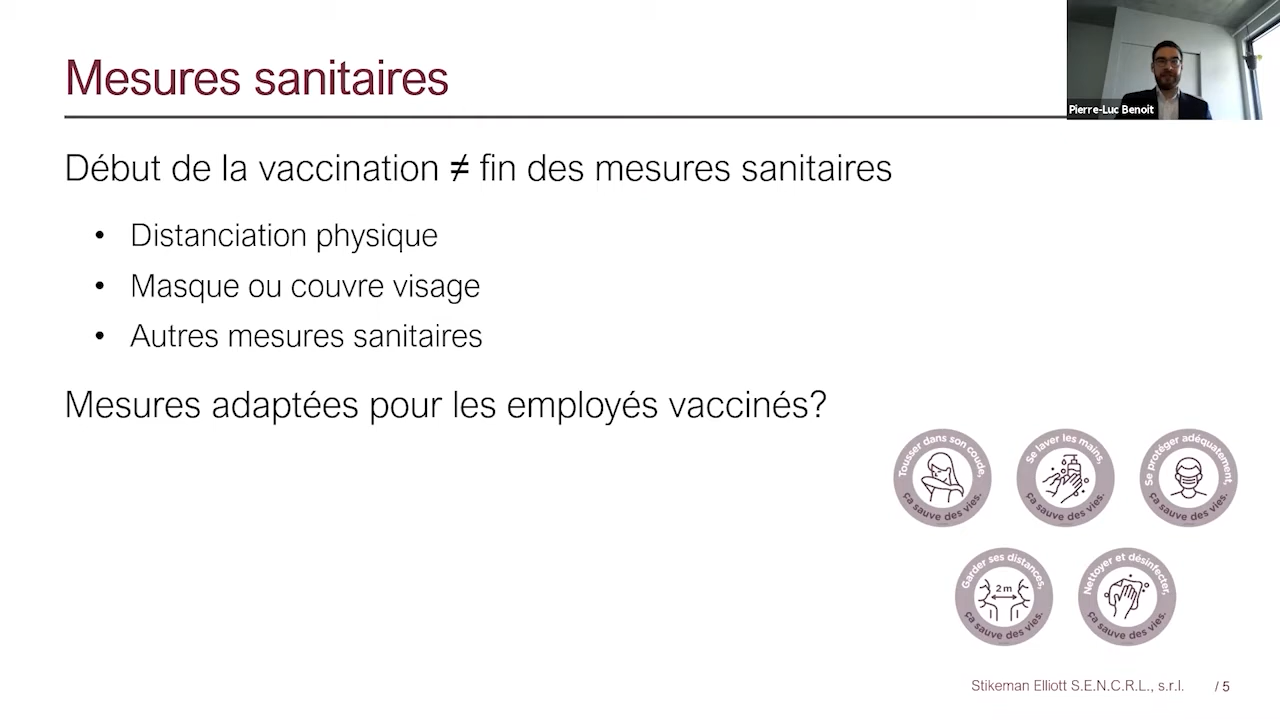 Mesures sanitaires
Pierre-Luc Benoit
Début de la vaccination ≠ fin des mesures sanitaires
• Distanciation physique
• Masque ou couvre visage
• Autres mesures sanitaires
Mesures adaptées pour les employés vaccinés?
Tousser dans son coude,
ça sauve des vies.
Se laver les mains,
ça sauve des vies.
Se protéger adéquatement,
ça sauve des vies.
Garder ses distances,
2 m
ça sauve des vies.
Nettoyer et désinfecter,
ça sauve des vies.
Stikeman Elliott S.E.N.C.R.L., s.r.l. / 5